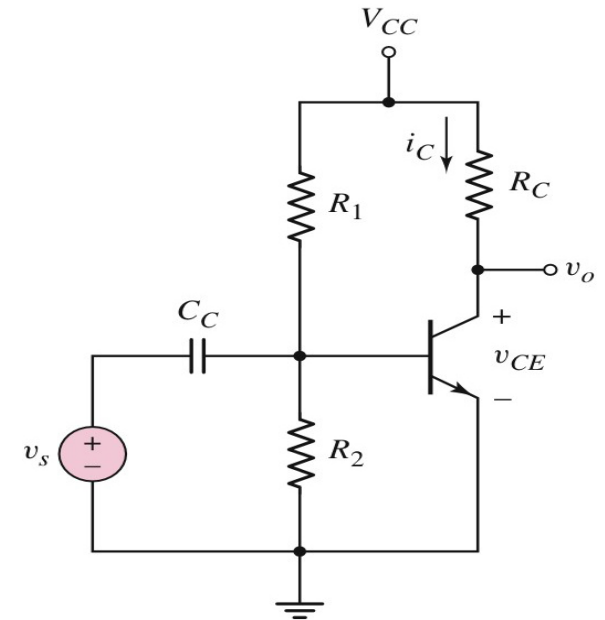 V_CC
i_C
R_C
R_1
v_o
C_C
+
v_CE
−
v_s
+
−
R_2